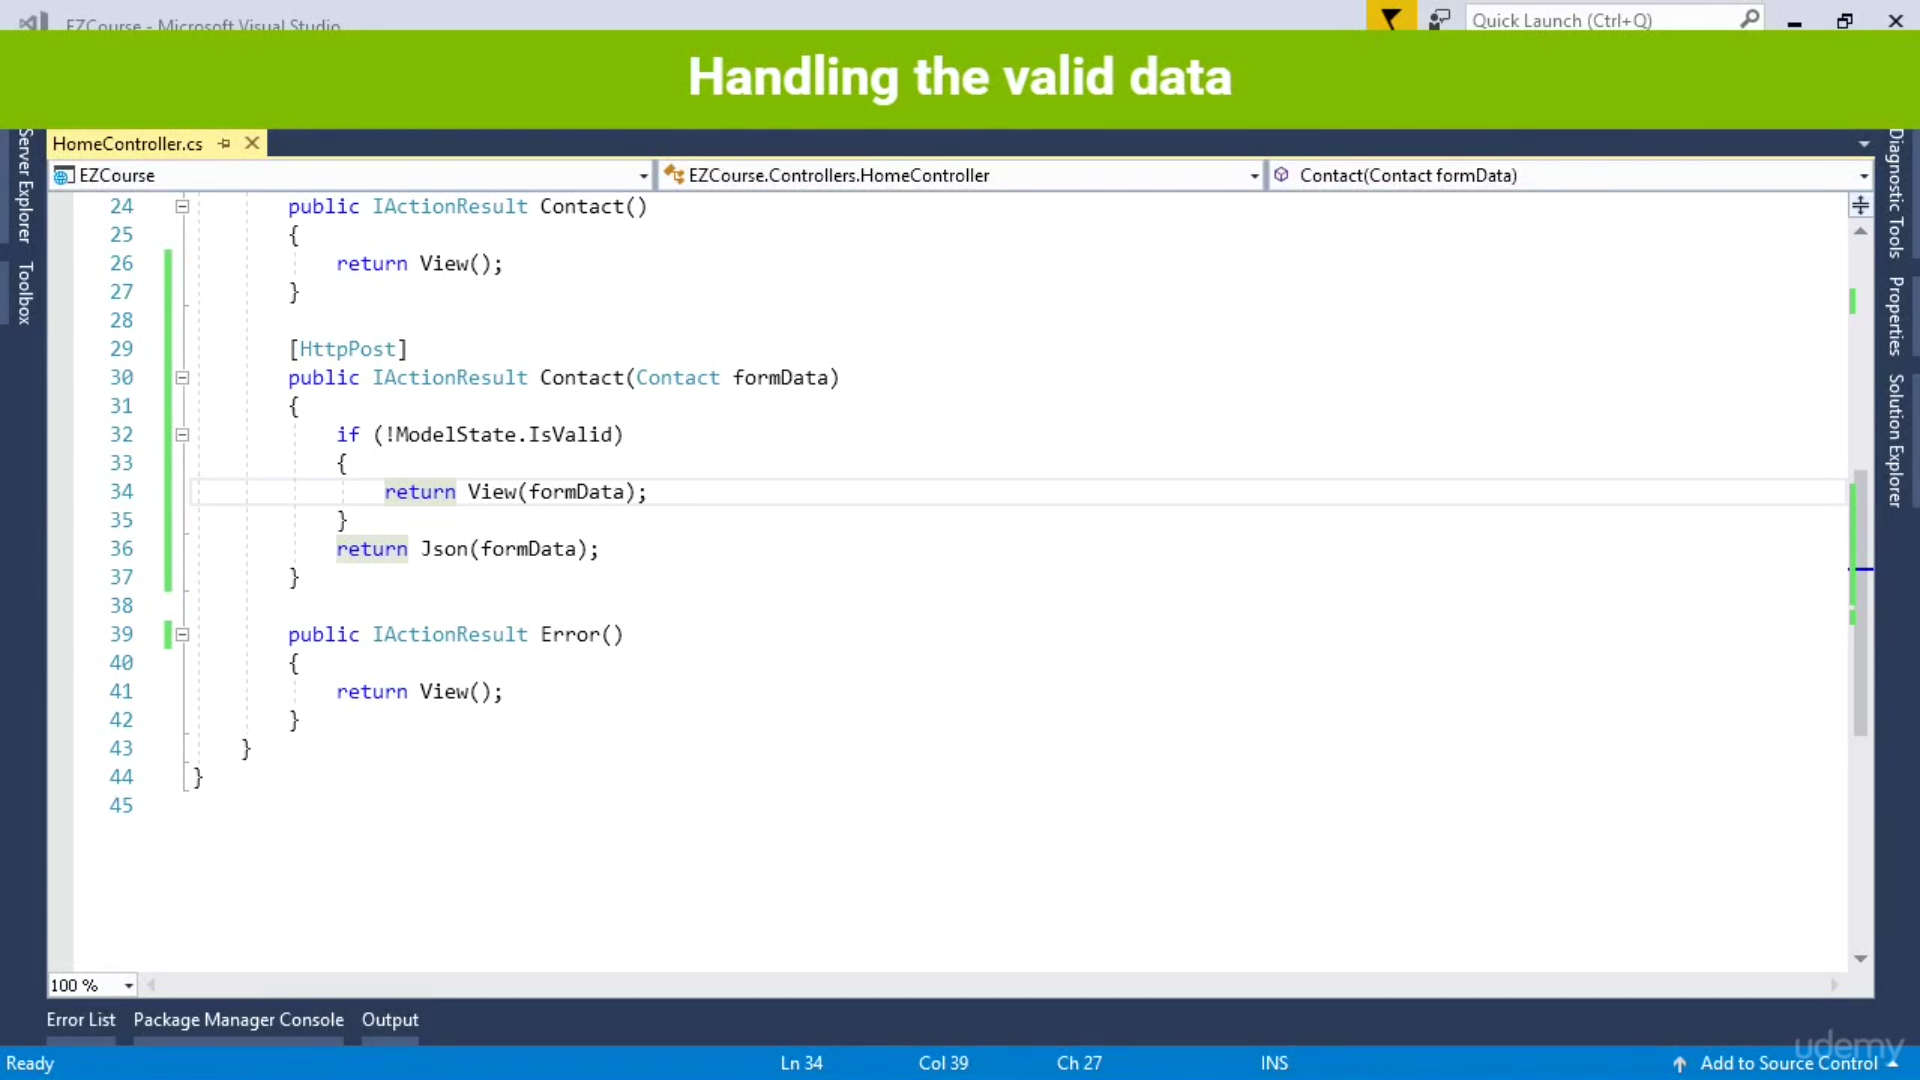 EZCourse - Microsoft Visual Studio
Quick Launch (Ctrl+Q)
Handling the valid data
HomeController.cs
EZCourse
EZCourse.Controllers.HomeController
Contact(Contact formData)
Server Explorer
Toolbox
Diagnostic Tools
Properties
Solution Explorer
24 public IActionResult Contact()
25 {
26 return View();
27 }
28
29 [HttpPost]
30 public IActionResult Contact(Contact formData)
31 {
32 if (!ModelState.IsValid)
33 {
34 return View(formData);
35 }
36 return Json(formData);
37 }
38
39 public IActionResult Error()
40 {
41 return View();
42 }
43 }
44 }
45
100 %
Error List Package Manager Console Output
udemy
Ready Ln 34 Col 39 Ch 27 INS Add to Source Control